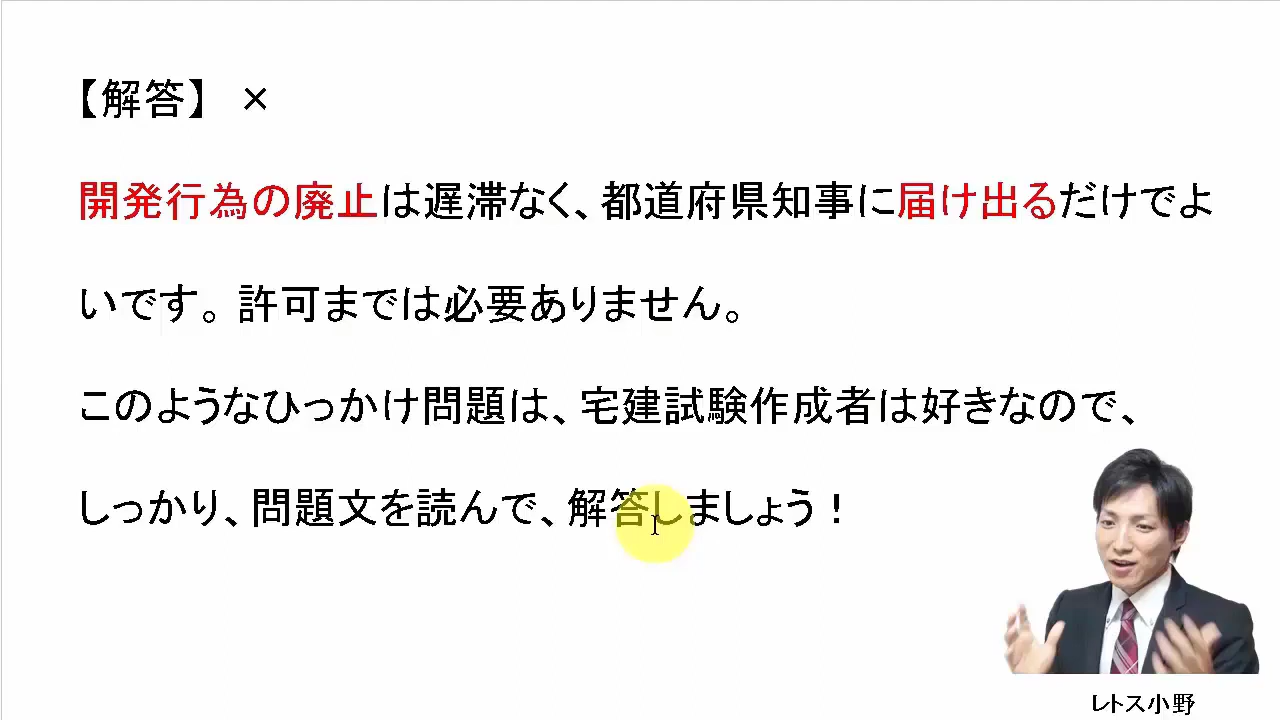 【解答】 ×
開発行為の廃止は遅滞なく、都道府県知事に届け出るだけでよ
いです。許可までは必要ありません。
このようなひっかけ問題は、宅建試験作成者は好きなので、
しっかり、問題文を読んで、解答しましょう！
レトス小野